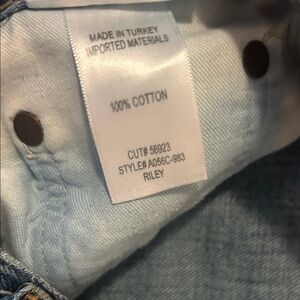 MADE IN TURKEY
IMPORTED MATERIALS
100% COTTON
CUT# 56923
STYLE# A056C-983
RILEY